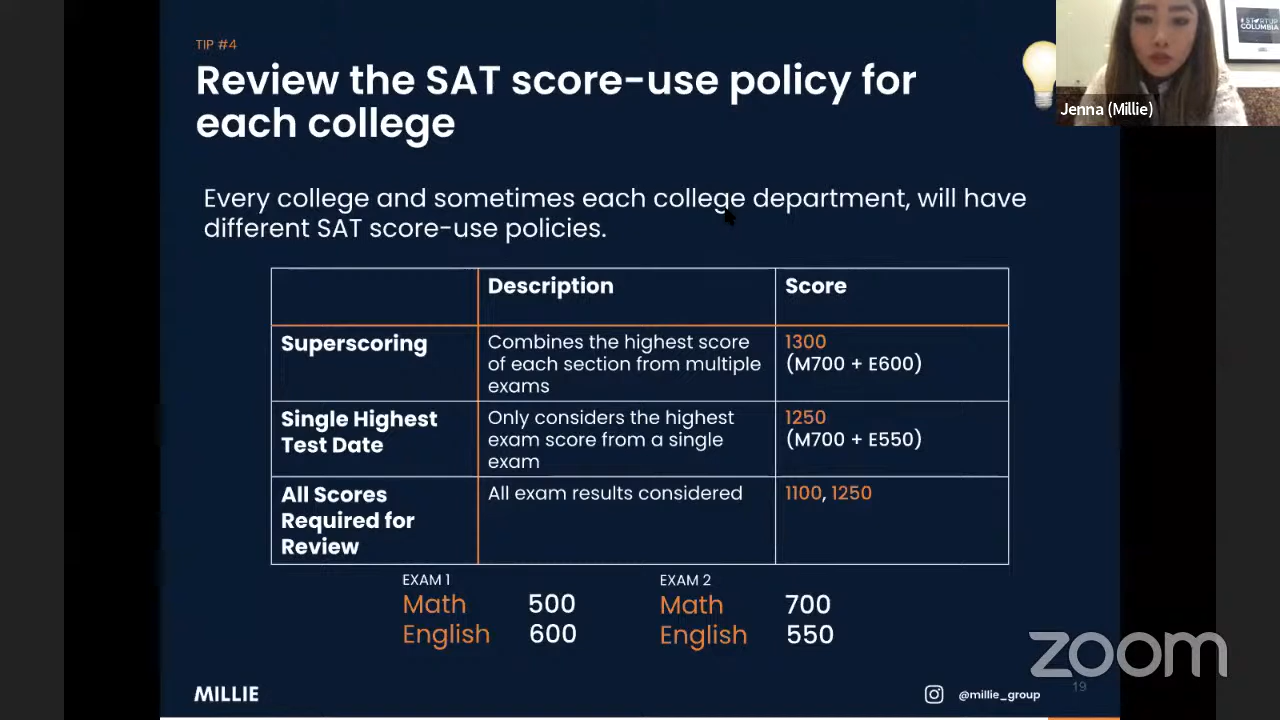 TIP #4
Review the SAT score-use policy for
each college
STARTUP
COLUMBIA
Jenna (Millie)
Every college and sometimes each college department, will have
different SAT score-use policies.
Description
Score
Superscoring
Combines the highest score
of each section from multiple
exams
1300
(M700 + E600)
Single Highest
Test Date
Only considers the highest
exam score from a single
exam
1250
(M700 + E550)
All Scores
Required for
Review
All exam results considered
1100, 1250
EXAM 1
Math 500
English 600
EXAM 2
Math 700
English 550
zoom
MILLIE
@millie_group
19